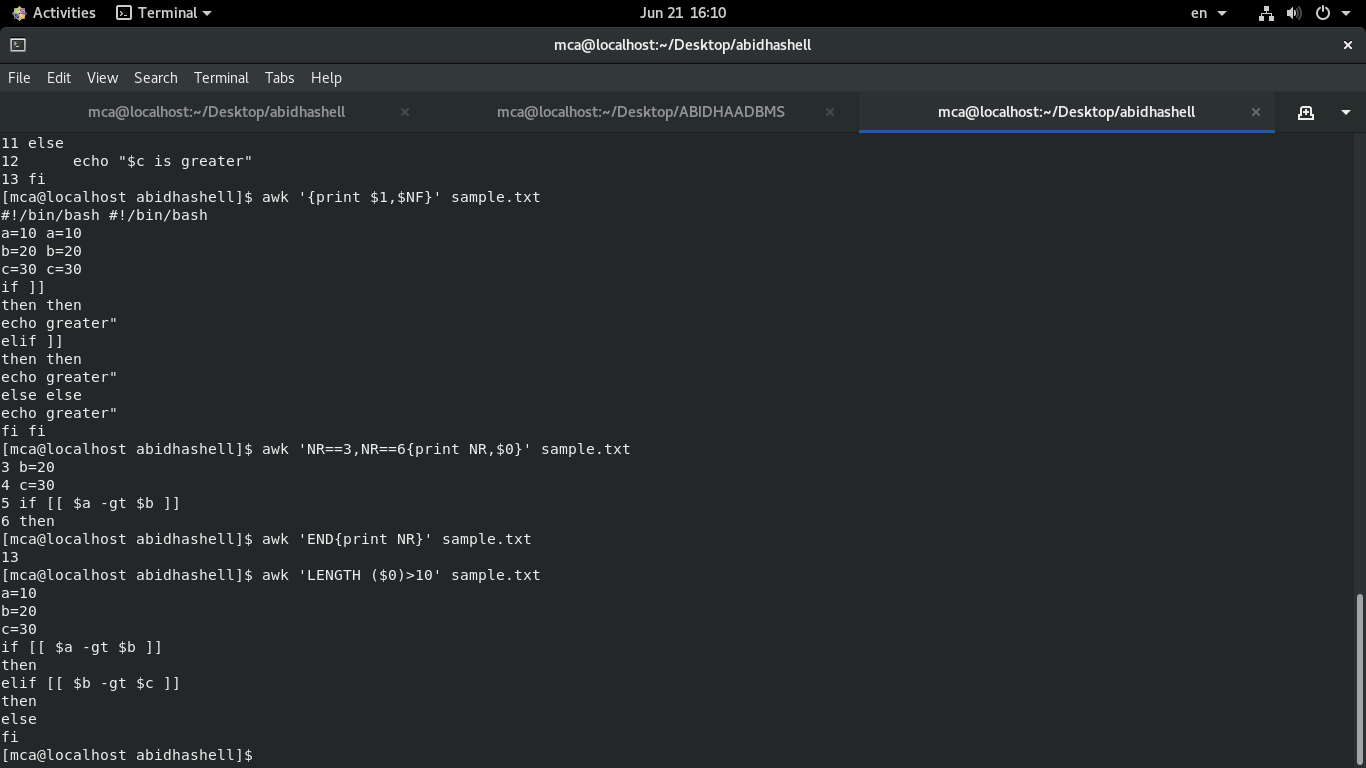 Activities Terminal Jun 21 16:10 en
mca@localhost:~/Desktop/abidhashell
File Edit View Search Terminal Tabs Help
mca@localhost:~/Desktop/abidhashell mca@localhost:~/Desktop/ABIDHAADBMS mca@localhost:~/Desktop/abidhashell
11 else
12      echo "$c is greater"
13 fi
[mca@localhost abidhashell]$ awk '{print $1,$NF}' sample.txt
#!/bin/bash #!/bin/bash
a=10 a=10
b=20 b=20
c=30 c=30
if ]]
then then
echo greater"
elif ]]
then then
echo greater"
else else
echo greater"
fi fi
[mca@localhost abidhashell]$ awk 'NR==3,NR==6{print NR,$0}' sample.txt
3 b=20
4 c=30
5 if [[ $a -gt $b ]]
6 then
[mca@localhost abidhashell]$ awk 'END{print NR}' sample.txt
13
[mca@localhost abidhashell]$ awk 'LENGTH ($0)>10' sample.txt
a=10
b=20
c=30
if [[ $a -gt $b ]]
then
elif [[ $b -gt $c ]]
then
else
fi
[mca@localhost abidhashell]$